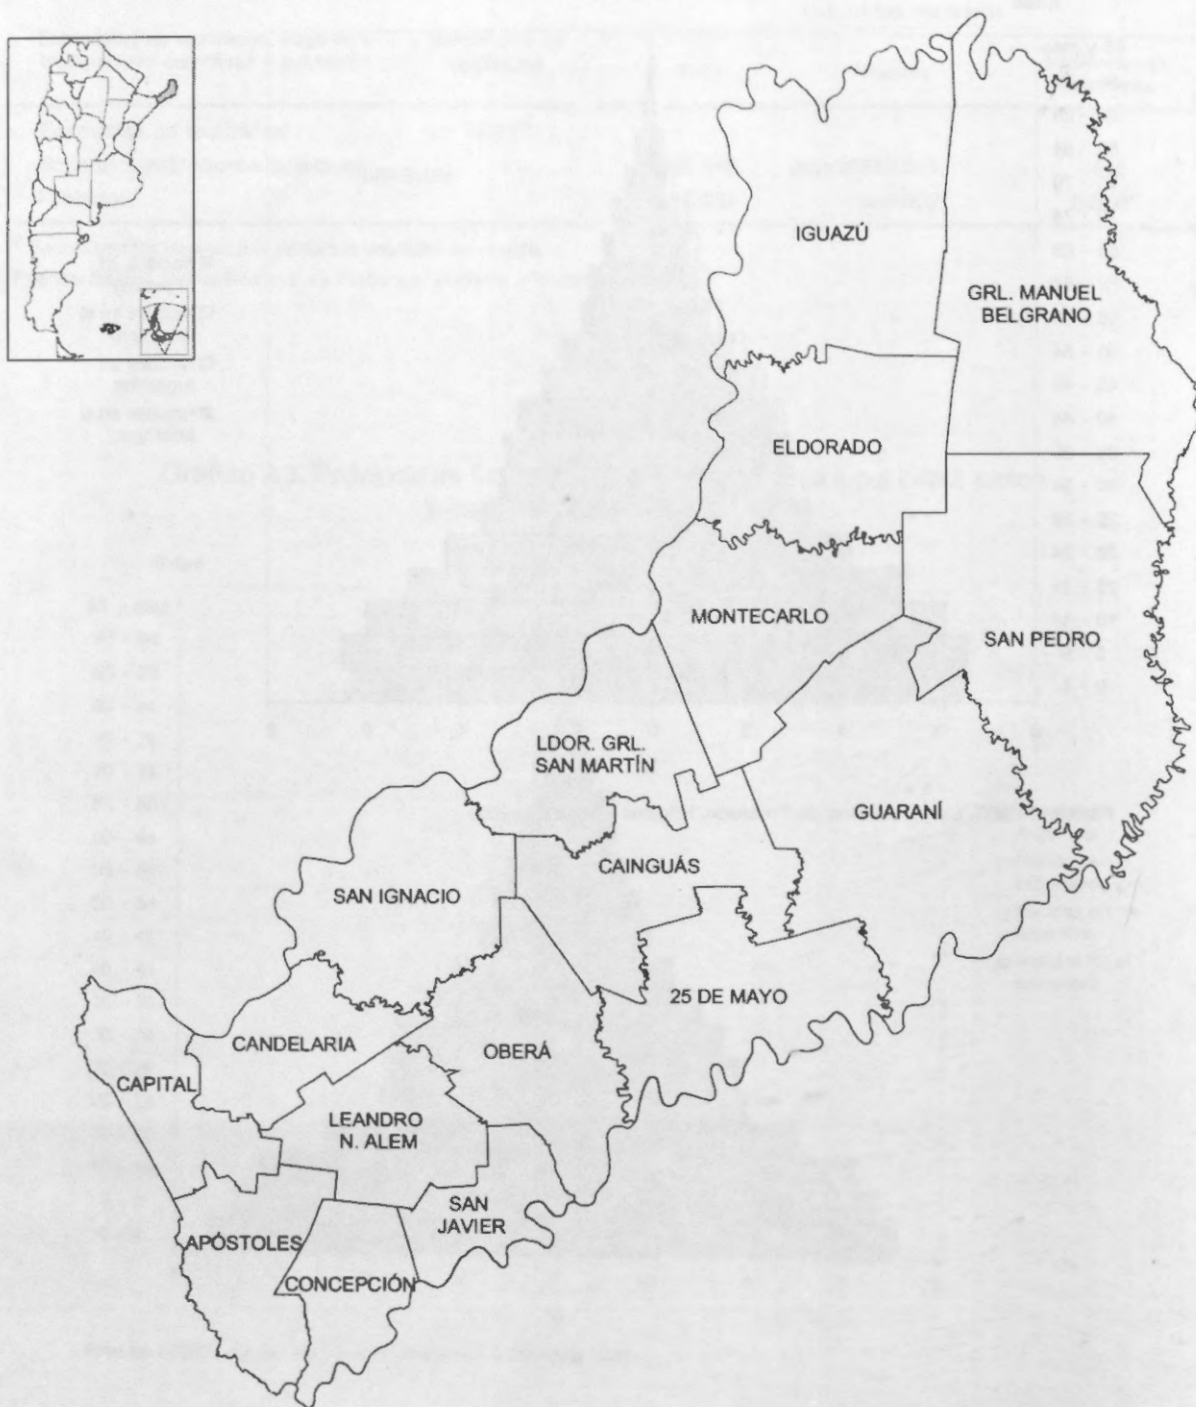 IGUAZÚ
GRL. MANUEL
BELGRANO
ELDORADO
MONTECARLO
SAN PEDRO
LDOR. GRL.
SAN MARTÍN
GUARANÍ
CAINGUÁS
SAN IGNACIO
25 DE MAYO
CANDELARIA
OBERÁ
CAPITAL
LEANDRO
N. ALEM
SAN
JAVIER
APÓSTOLES
CONCEPCIÓN